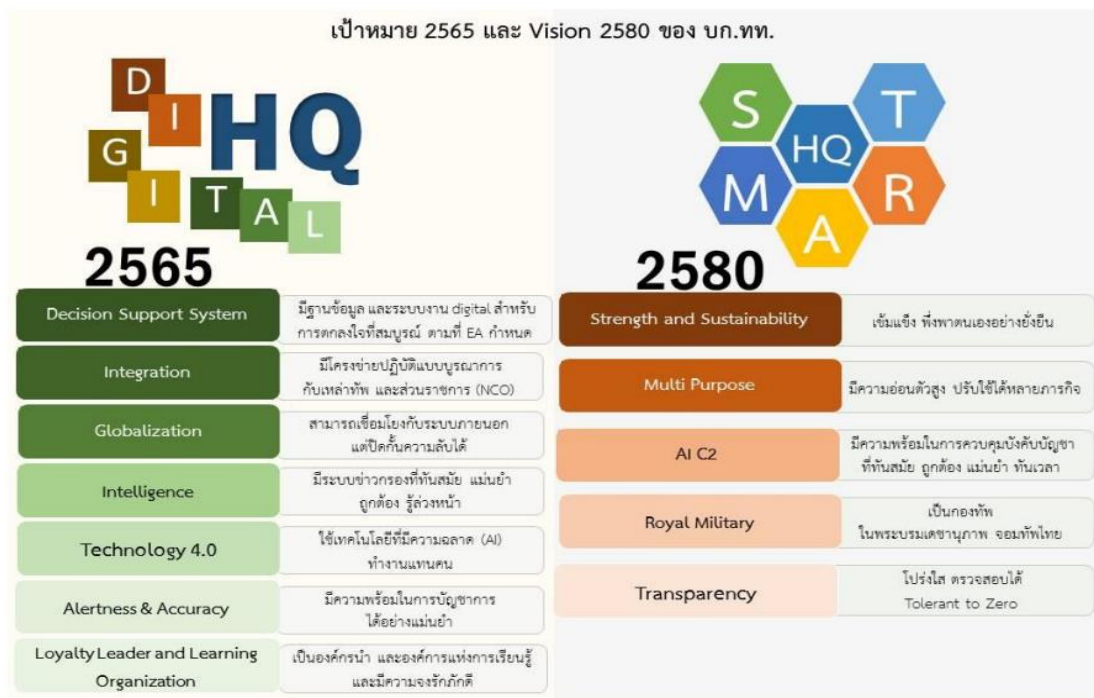 เป้าหมาย 2565 และ Vision 2580 ของ บก.ทท.
DIGITAL
HQ
2565
Decision Support System
มีฐานข้อมูล และระบบงาน digital สำหรับ
การตกลงใจที่สมบูรณ์ ตามที่ EA กำหนด
Integration
มีโครงข่ายปฏิบัติแบบบูรณาการ
กับเหล่าทัพ และส่วนราชการ (NCO)
Globalization
สามารถเชื่อมโยงกับระบบภายนอก
แต่ปิดกั้นความลับได้
Intelligence
มีระบบข่าวกรองที่ทันสมัย แม่นยำ
ถูกต้อง รู้ล่วงหน้า
Technology 4.0
ใช้เทคโนโลยีที่มีความฉลาด (AI)
ทำงานแทนคน
Alertness & Accuracy
มีความพร้อมในการบัญชาการ
ได้อย่างแม่นยำ
Loyalty Leader and Learning
Organization
เป็นองค์กรนำ และองค์การแห่งการเรียนรู้
และมีความจงรักภักดี
SMART
HQ
2580
Strength and Sustainability
เข้มแข็ง พึ่งพาตนเองอย่างยั่งยืน
Multi Purpose
มีความอ่อนตัวสูง ปรับใช้ได้หลายภารกิจ
AI C2
มีความพร้อมในการควบคุมบังคับบัญชา
ที่ทันสมัย ถูกต้อง แม่นยำ ทันเวลา
Royal Military
เป็นกองทัพ
ในพระบรมเดชานุภาพ จอมทัพไทย
Transparency
โปร่งใส ตรวจสอบได้
Tolerant to Zero